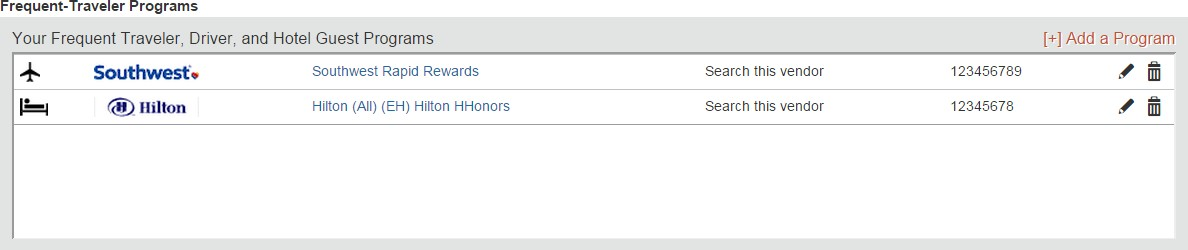 Frequent-Traveler Programs
Your Frequent Traveler, Driver, and Hotel Guest Programs [+] Add a Program
Southwest Southwest Rapid Rewards Search this vendor 123456789
H Hilton Hilton (All) (EH) Hilton HHonors Search this vendor 12345678